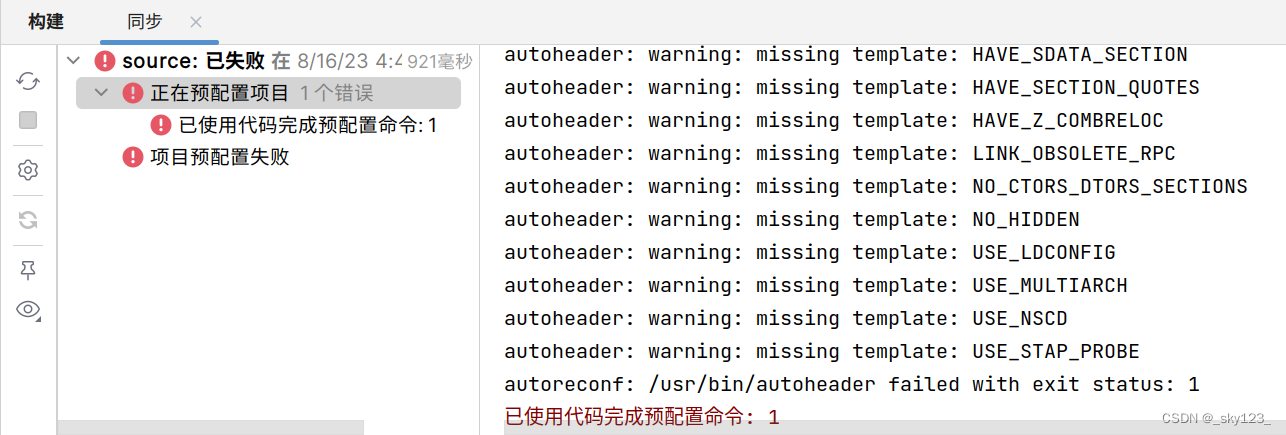 构建
同步
source: 已失败 在 8/16/23 4:4 921毫秒
正在预配置项目 1 个错误
已使用代码完成预配置命令: 1
项目预配置失败
autoheader: warning: missing template: HAVE_SDATA_SECTION
autoheader: warning: missing template: HAVE_SECTION_QUOTES
autoheader: warning: missing template: HAVE_Z_COMBRELOC
autoheader: warning: missing template: LINK_OBSOLETE_RPC
autoheader: warning: missing template: NO_CTORS_DTORS_SECTIONS
autoheader: warning: missing template: NO_HIDDEN
autoheader: warning: missing template: USE_LDCONFIG
autoheader: warning: missing template: USE_MULTIARCH
autoheader: warning: missing template: USE_NSCD
autoheader: warning: missing template: USE_STAP_PROBE
autoreconf: /usr/bin/autoheader failed with exit status: 1
已使用代码完成预配置命令: 1
CSDN @_sky123_